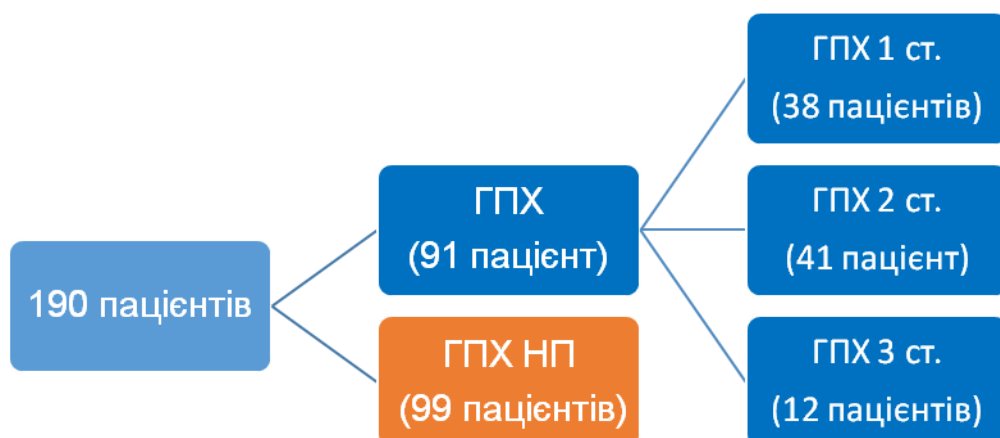 190 пацієнтів
ГПХ
(91 пацієнт)
ГПХ НП
(99 пацієнтів)
ГПХ 1 ст.
(38 пацієнтів)
ГПХ 2 ст.
(41 пацієнт)
ГПХ 3 ст.
(12 пацієнтів)